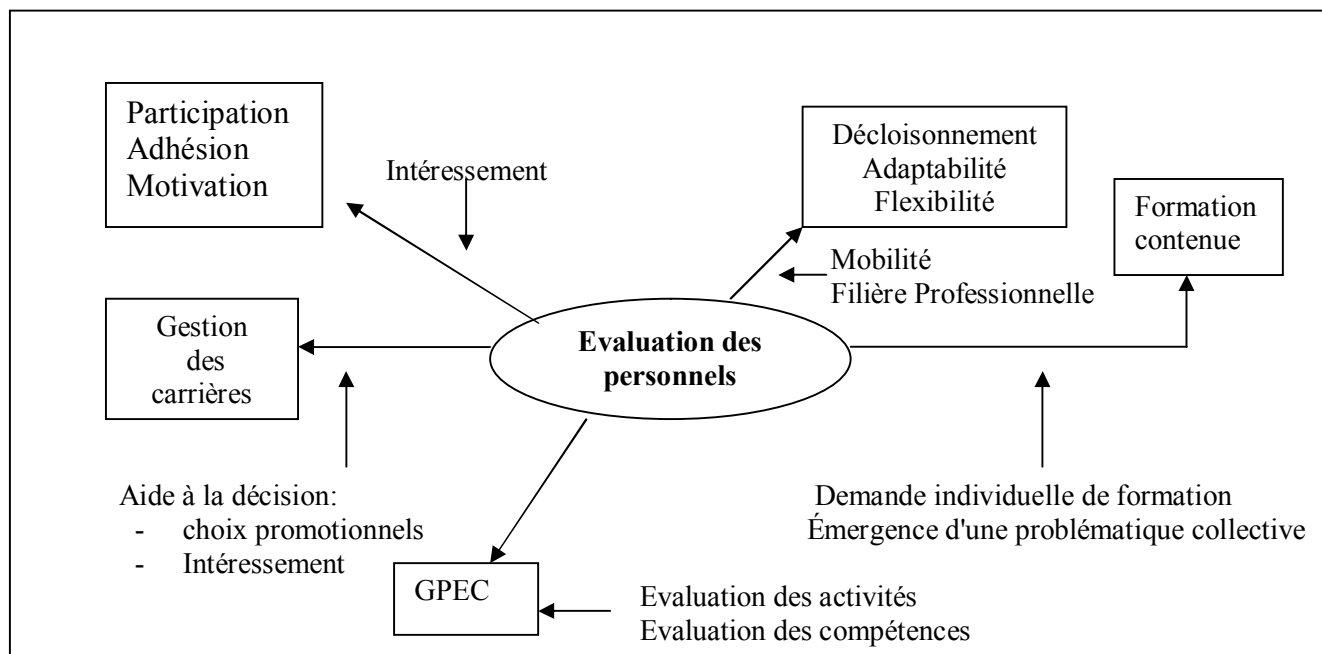 Participation
Adhésion
Motivation
Intéressement
Décloisonnement
Adaptabilité
Flexibilité
Formation
contenue
Mobilité
Filière Professionnelle
Gestion
des
carrières
Evaluation des
personnels
Aide à la décision:
- choix promotionnels
- Intéressement
Demande individuelle de formation
Émergence d'une problématique collective
GPEC
Evaluation des activités
Evaluation des compétences